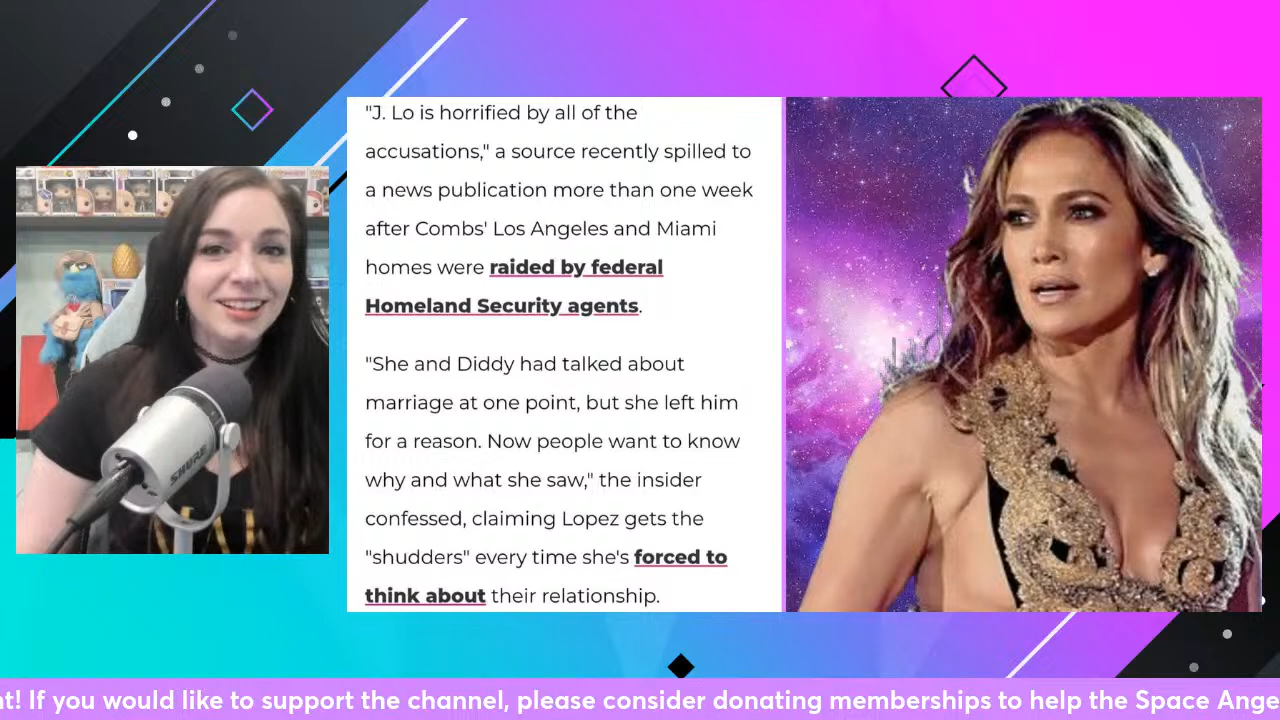 "J. Lo is horrified by all of the
accusations," a source recently spilled to
a news publication more than one week
after Combs' Los Angeles and Miami
homes were raided by federal
Homeland Security agents.
"She and Diddy had talked about
marriage at one point, but she left him
for a reason. Now people want to know
why and what she saw," the insider
confessed, claiming Lopez gets the
"shudders" every time she's forced to
think about their relationship.
SHURE
nt! If you would like to support the channel, please consider donating memberships to help the Space Ange